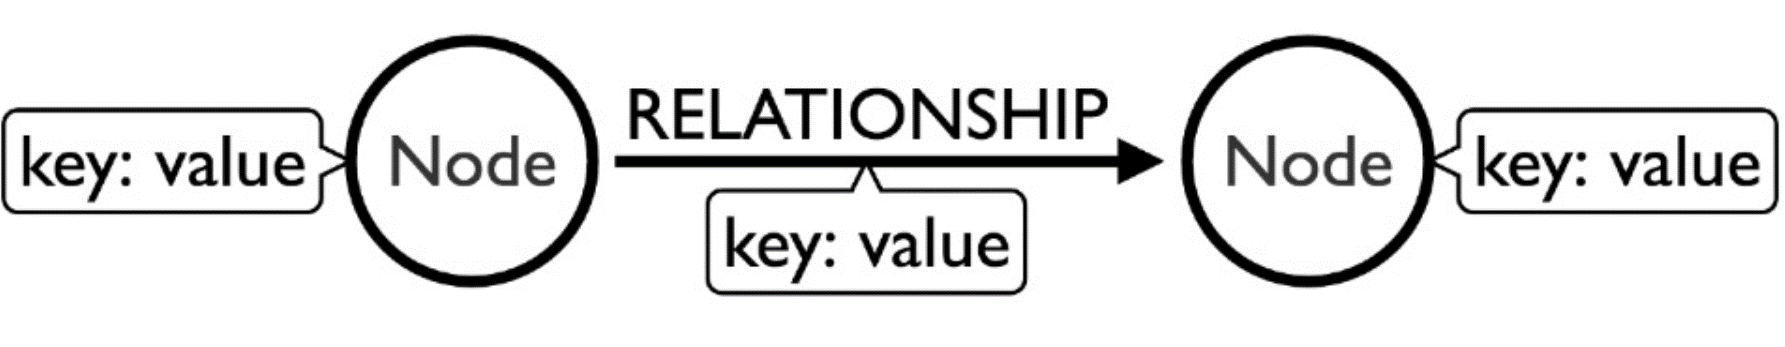 RELATIONSHIP
key: value
Node
Node
key: value
key: value